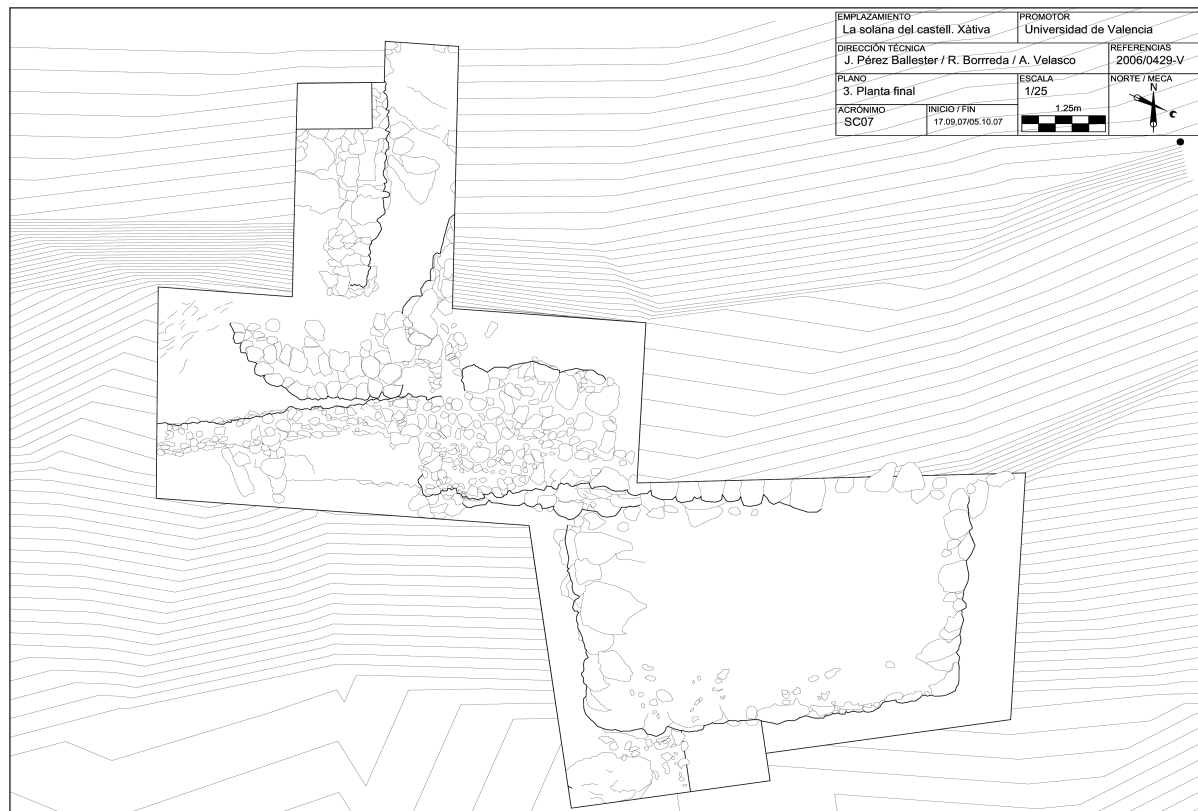 EMPLAZAMIENTO
La solana del castell. Xàtiva
PROMOTOR
Universidad de Valencia
DIRECCIÓN TÉCNICA
J. Pérez Ballester / R. Borrreda / A. Velasco
REFERENCIAS
2006/0429-V
PLANO
3. Planta final
ESCALA
1/25
NORTE / MECA
N
ACRÓNIMO
SC07
INICIO / FIN
17.09.07/05.10.07
1.25m